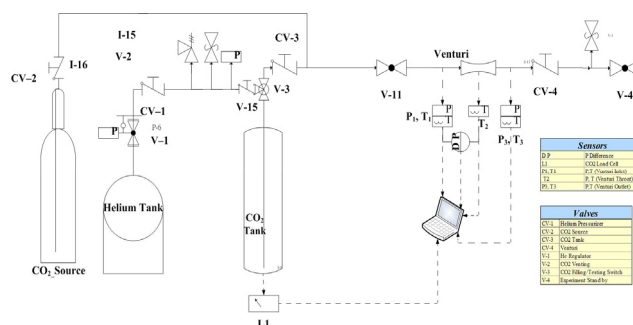 I-15
CV-3
I-16
V-2
P
Venturi
CV–2
V-15
V-3
V-11
CV-4
V-4
CV–1
P-6
P
V–1
P
T
P₁, T₁
T
T₂
P
T
P₃, T₃
D P
Helium Tank
CO₂
Tank
CO₂_Source
L1
Sensors
D P P Difference
L1 CO2 Load Cell
P1, T1 P,T (Venturi Inlet)
T2 P, T (Venturi Throat)
P3, T3 P,T (Venturi Outlet)
Valves
CV-1 Helium Pressurizer
CV-2 CO2 Source
CV-3 CO2 Tank
CV-4 Venturi
V-1 He Regulator
V-2 CO2 Venting
V-3 CO2 Filling/Testing Switch
V-4 Experiment Stand by